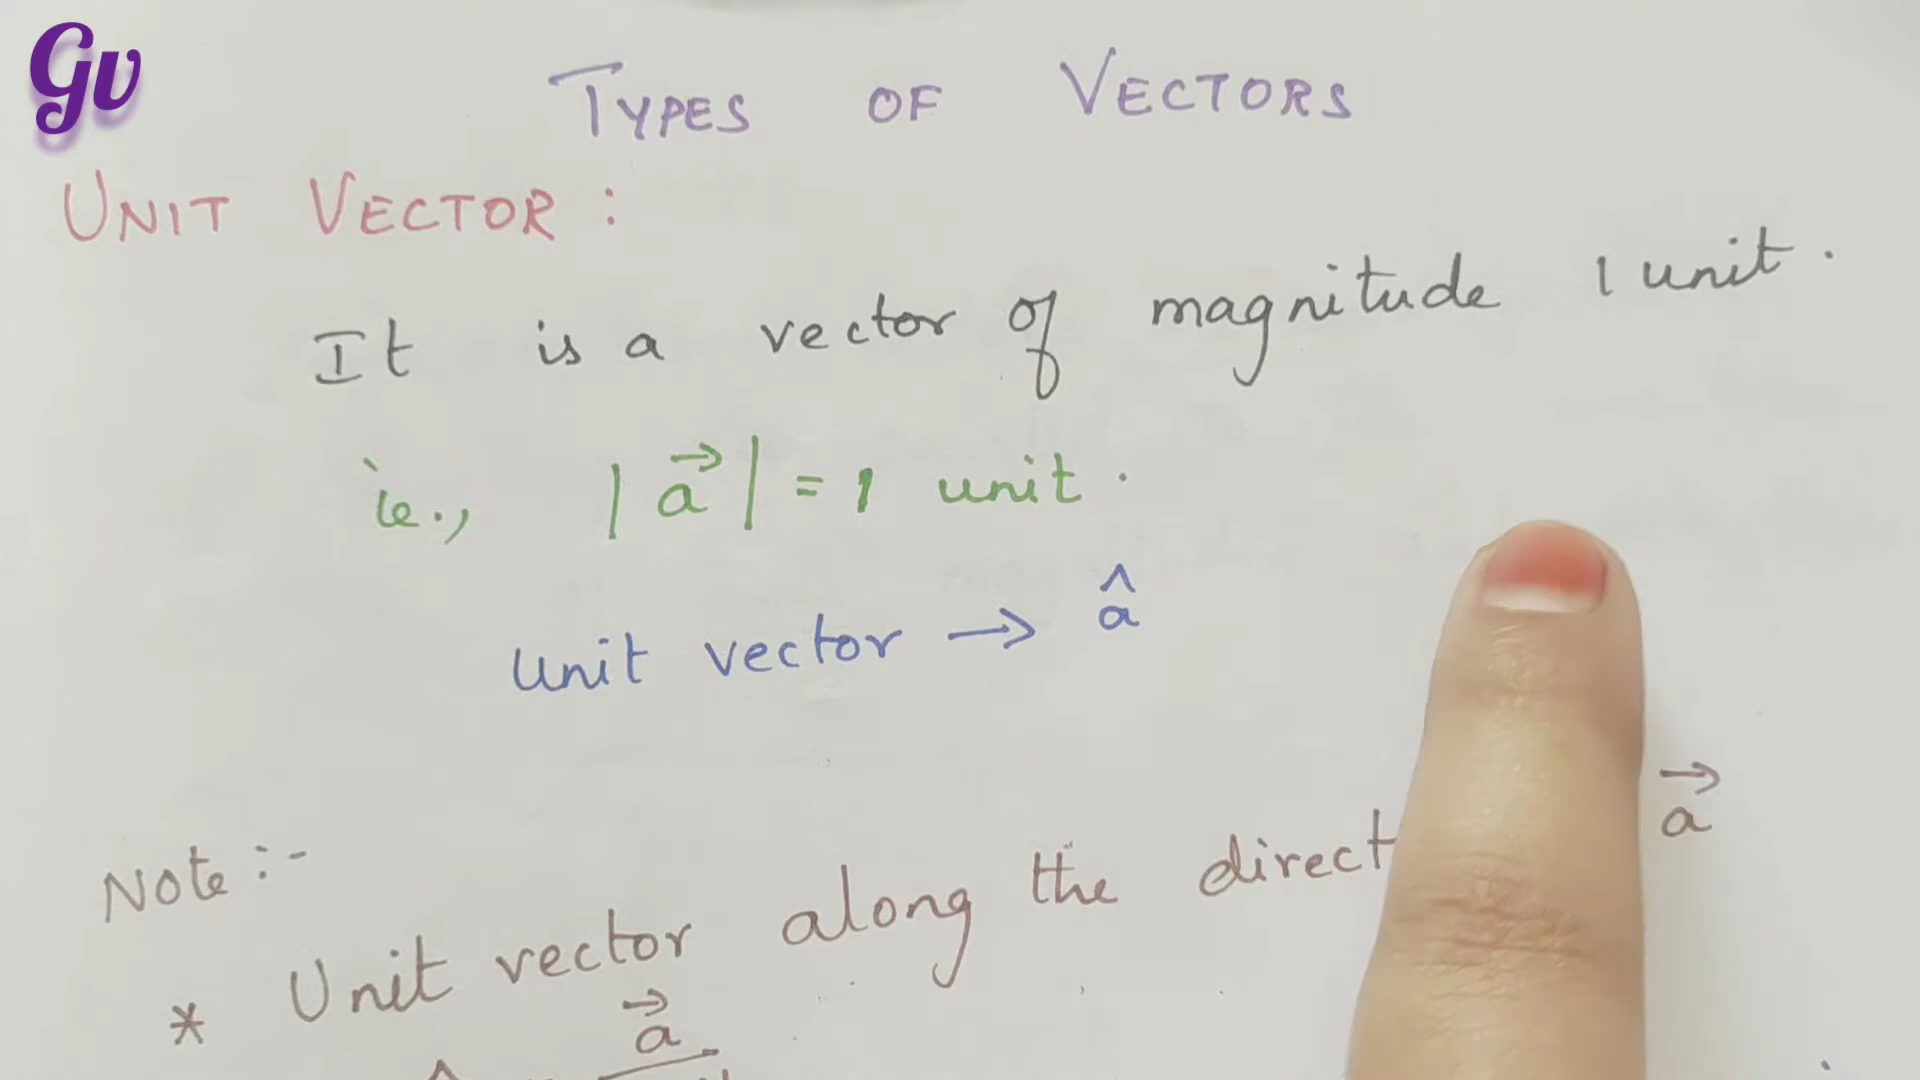 Gv
TYPES OF VECTORS
UNIT VECTOR :
It is a vector of magnitude 1 unit.
ie., |a⃗| = 1 unit.
unit vector → â
Note :-
* Unit vector along the direct a⃗
a⃗